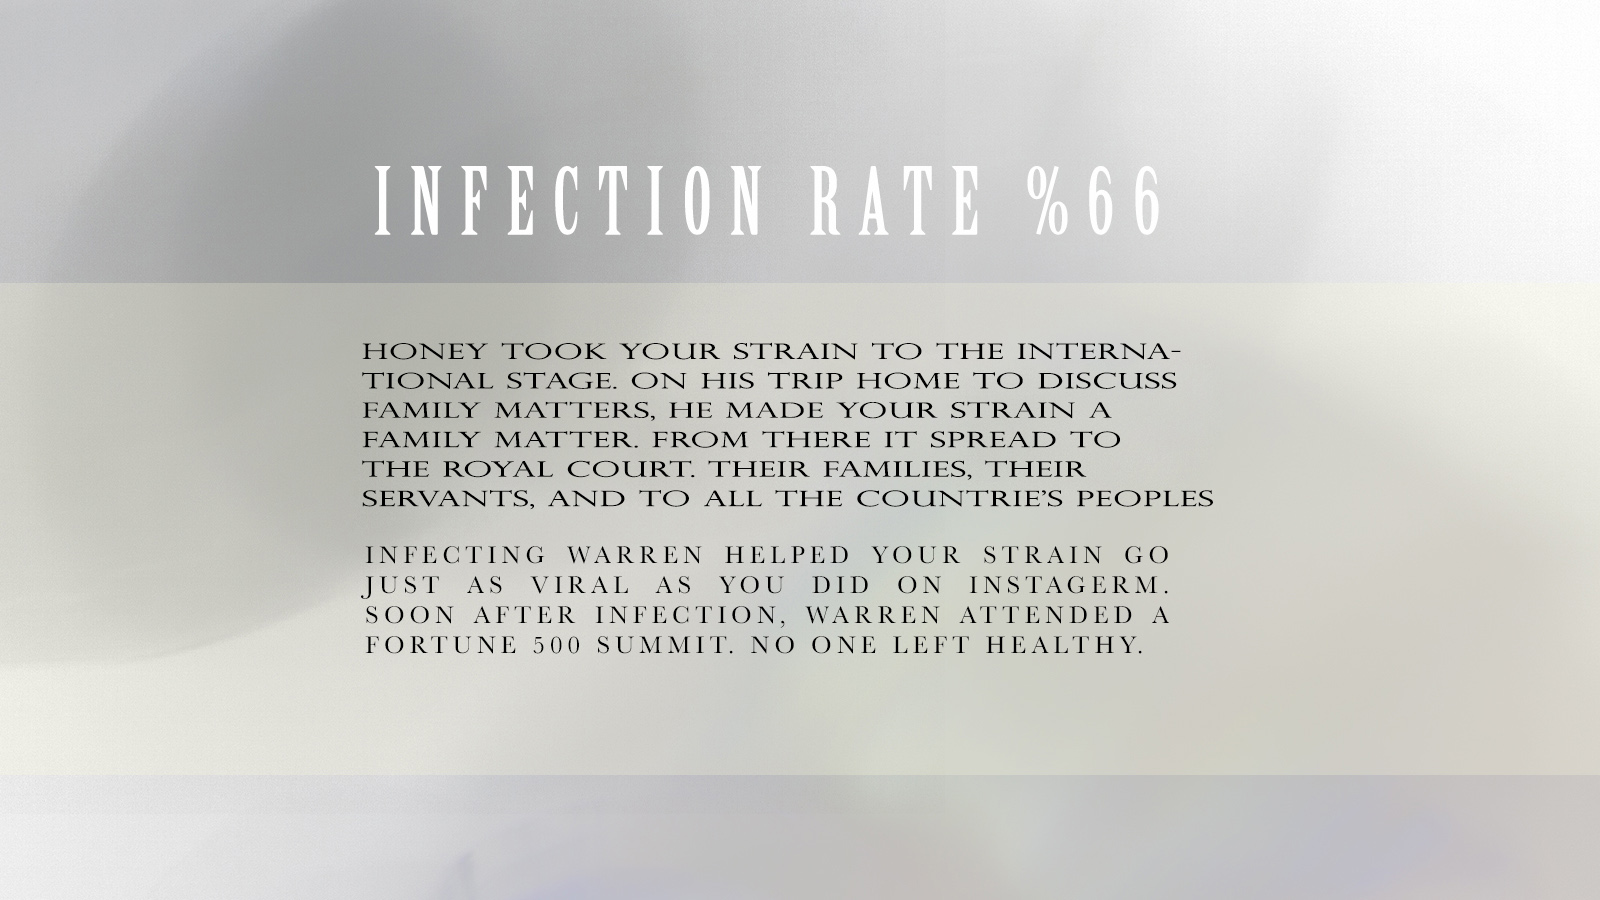 INFECTION RATE %66
HONEY TOOK YOUR STRAIN TO THE INTERNA-
TIONAL STAGE. ON HIS TRIP HOME TO DISCUSS
FAMILY MATTERS, HE MADE YOUR STRAIN A
FAMILY MATTER. FROM THERE IT SPREAD TO
THE ROYAL COURT. THEIR FAMILIES, THEIR
SERVANTS, AND TO ALL THE COUNTRIE'S PEOPLES
INFECTING WARREN HELPED YOUR STRAIN GO
JUST AS VIRAL AS YOU DID ON INSTAGERM.
SOON AFTER INFECTION, WARREN ATTENDED A
FORTUNE 500 SUMMIT. NO ONE LEFT HEALTHY.